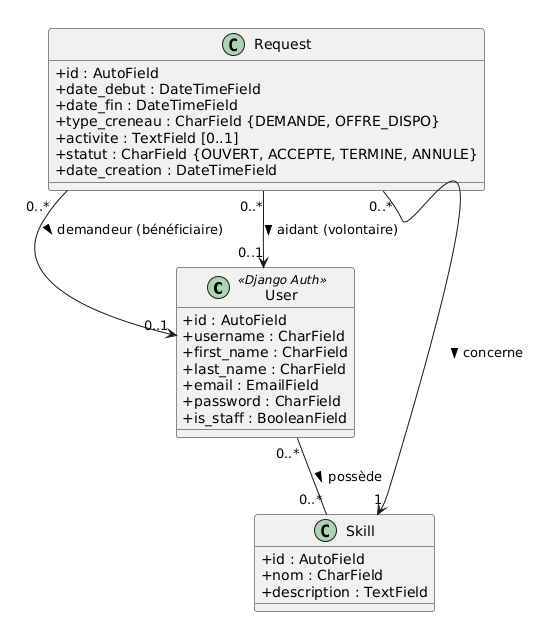 C Request
+id : AutoField
+date_debut : DateTimeField
+date_fin : DateTimeField
+type_creneau : CharField {DEMANDE, OFFRE_DISPO}
+activite : TextField [0..1]
+statut : CharField {OUVERT, ACCEPTE, TERMINE, ANNULE}
+date_creation : DateTimeField
0..* 0..* 0..*
demandeur (bénéficiaire) aidant (volontaire)
0..1
C «Django Auth»
User
0..1
+id : AutoField
+username : CharField
+first_name : CharField
+last_name : CharField
+email : EmailField
+password : CharField
+is_staff : BooleanField
concerne
0..*
possède
0..* 1
C Skill
+id : AutoField
+nom : CharField
+description : TextField